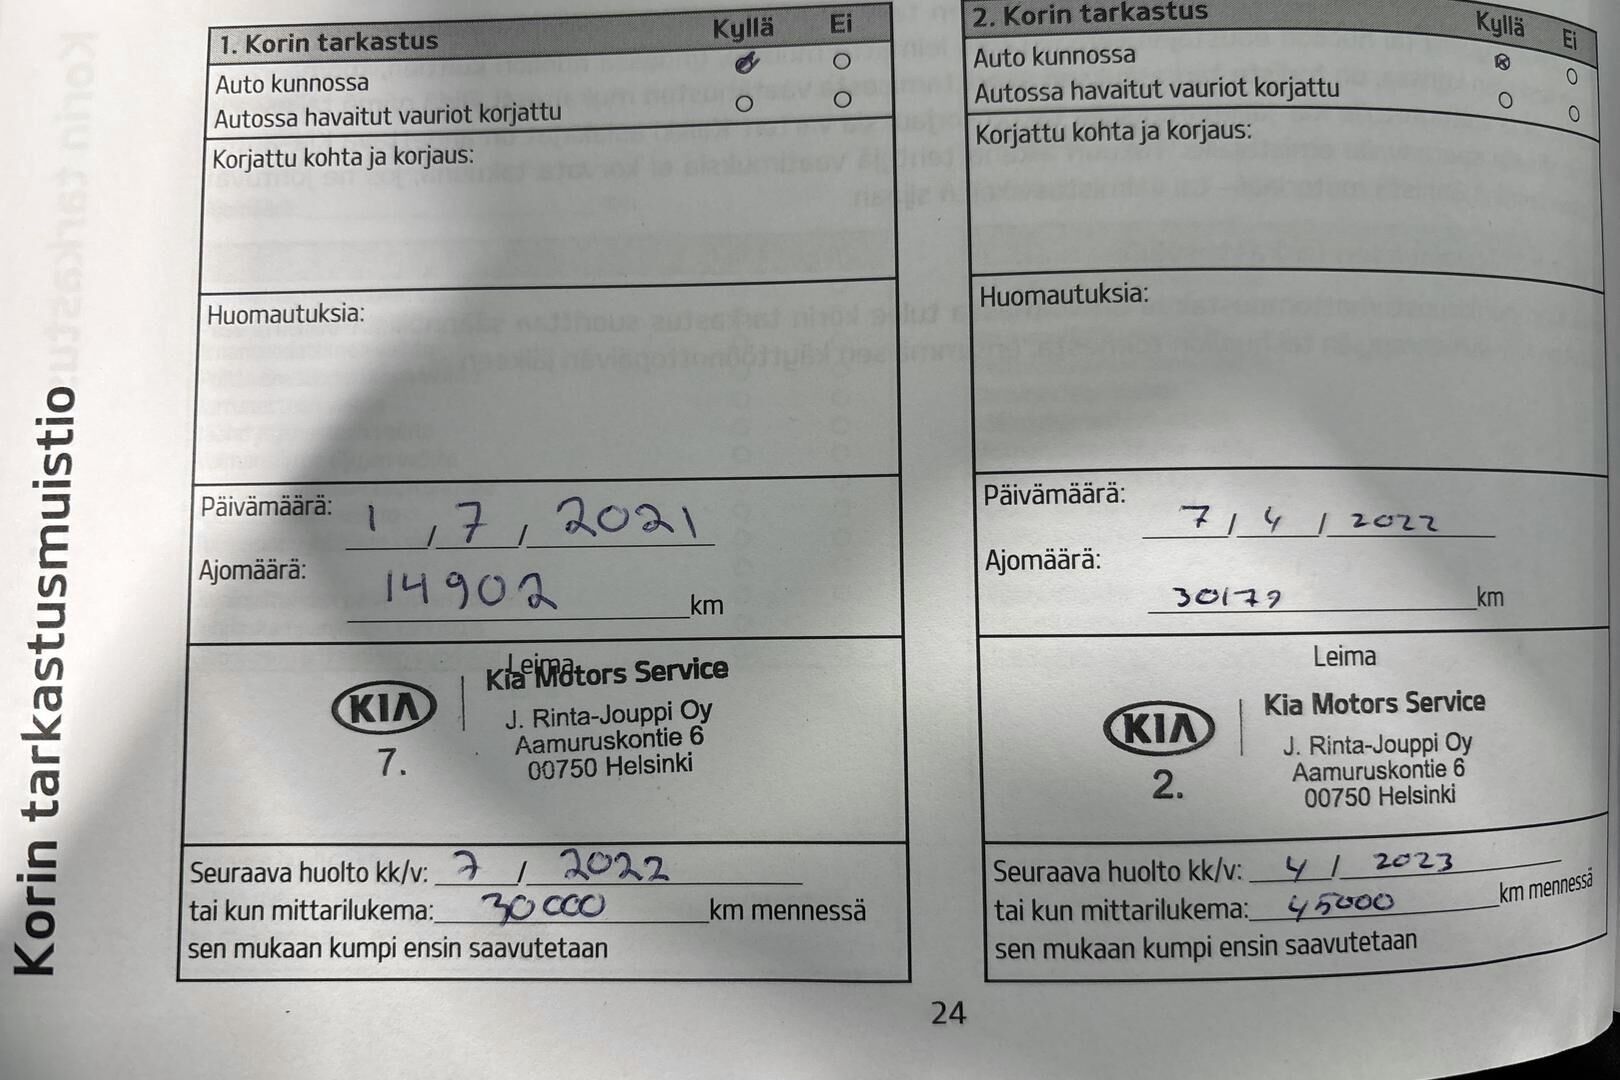 Korin tarkastusmuistio
1. Korin tarkastus Kyllä Ei
Auto kunnossa
Autossa havaitut vauriot korjattu
Korjattu kohta ja korjaus:
Huomautuksia:
Päivämäärä: 1 / 7 / 2021
Ajomäärä: 14902 km
Leima
KIA
7.
Kia Motors Service
J. Rinta-Jouppi Oy
Aamuruskontie 6
00750 Helsinki
Seuraava huolto kk/v: 7 / 2022
tai kun mittarilukema: 30000 km mennessä
sen mukaan kumpi ensin saavutetaan
2. Korin tarkastus Kyllä Ei
Auto kunnossa
Autossa havaitut vauriot korjattu
Korjattu kohta ja korjaus:
Huomautuksia:
Päivämäärä: 7 / 4 / 2022
Ajomäärä: 30179 km
Leima
KIA
2.
Kia Motors Service
J. Rinta-Jouppi Oy
Aamuruskontie 6
00750 Helsinki
Seuraava huolto kk/v: 4 / 2023
tai kun mittarilukema: 45000 km mennessä
sen mukaan kumpi ensin saavutetaan
24